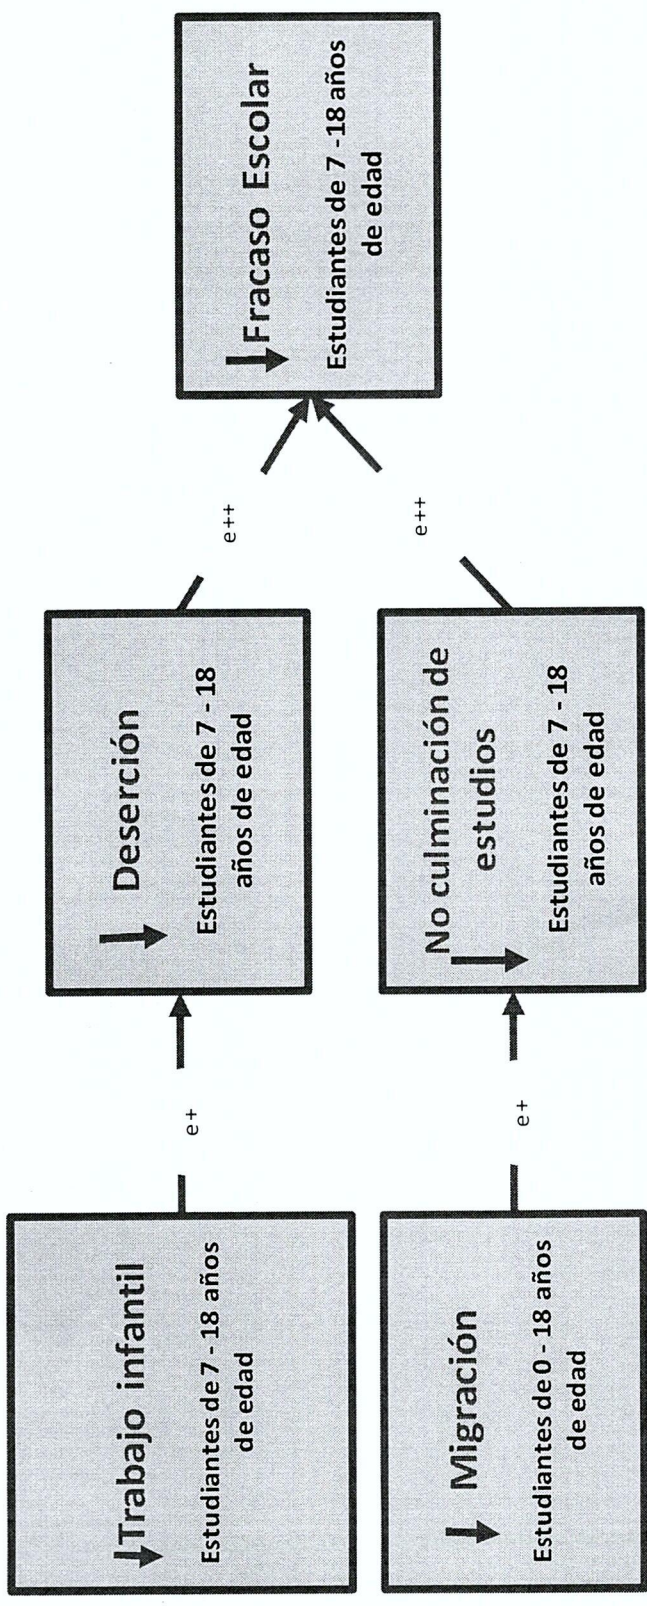 Trabajo infantil
Estudiantes de 7 - 18 años
de edad
e+
Deserción
Estudiantes de 7 - 18
años de edad
e++
Migración
Estudiantes de 0 - 18 años
de edad
e+
No culminación de
estudios
Estudiantes de 7 - 18
años de edad
e++
Fracaso Escolar
Estudiantes de 7 -18 años
de edad